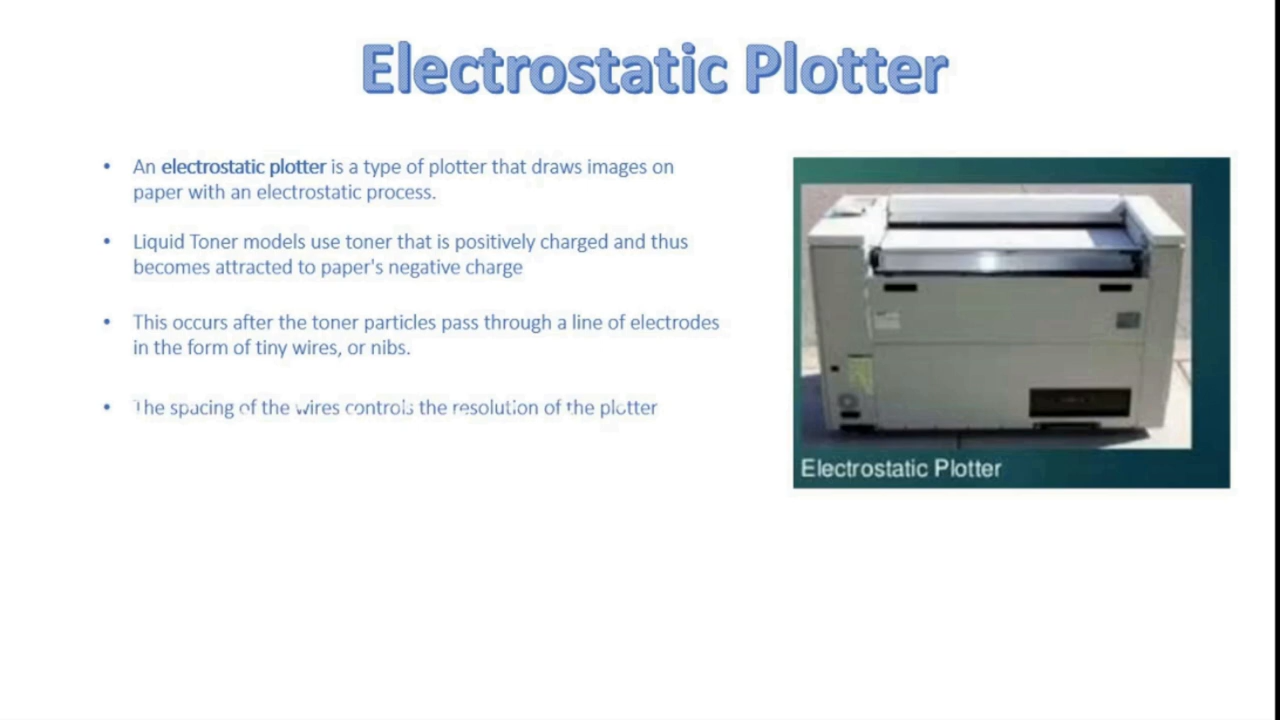 Electrostatic Plotter
• An electrostatic plotter is a type of plotter that draws images on
paper with an electrostatic process.
• Liquid Toner models use toner that is positively charged and thus
becomes attracted to paper's negative charge
• This occurs after the toner particles pass through a line of electrodes
in the form of tiny wires, or nibs.
• The spacing of the wires controls the resolution of the plotter
Electrostatic Plotter